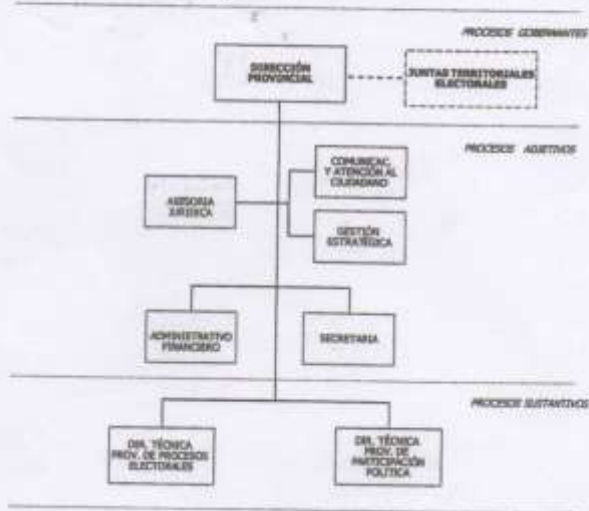 PROCESOS GOBERNANTES
DIRECCIÓN
PROVINCIAL
JUNTAS TERRITORIALES
ELECTORALES
PROCESOS ADJETIVOS
COMUNICAC.
Y ATENCIÓN AL
CIUDADANO
ASESORIA
JURIDICA
GESTIÓN
ESTRATÉGICA
ADMINISTRATIVO
FINANCIERO
SECRETARIA
PROCESOS SUSTANTIVOS
DIR. TÉCNICA
PROV. DE PROCESOS
ELECTORALES
DIR. TÉCNICA
PROV. DE
PARTICIPACIÓN
POLÍTICA